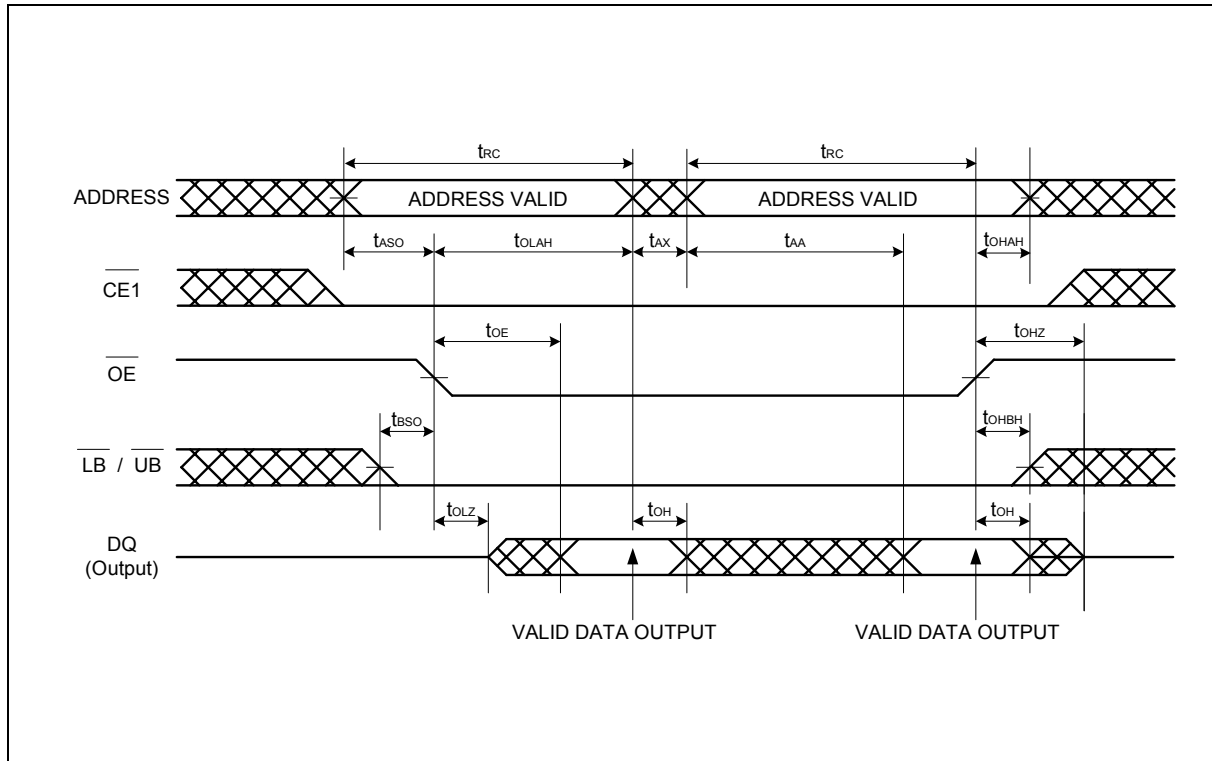 tRC tRC
ADDRESS ADDRESS VALID ADDRESS VALID
tASO tOLAH tAX tAA tOHAH
CE1
tOE tOHZ
OE
tBSO tOHBH
LB / UB
tOLZ tOH tOH
DQ
(Output)
VALID DATA OUTPUT VALID DATA OUTPUT